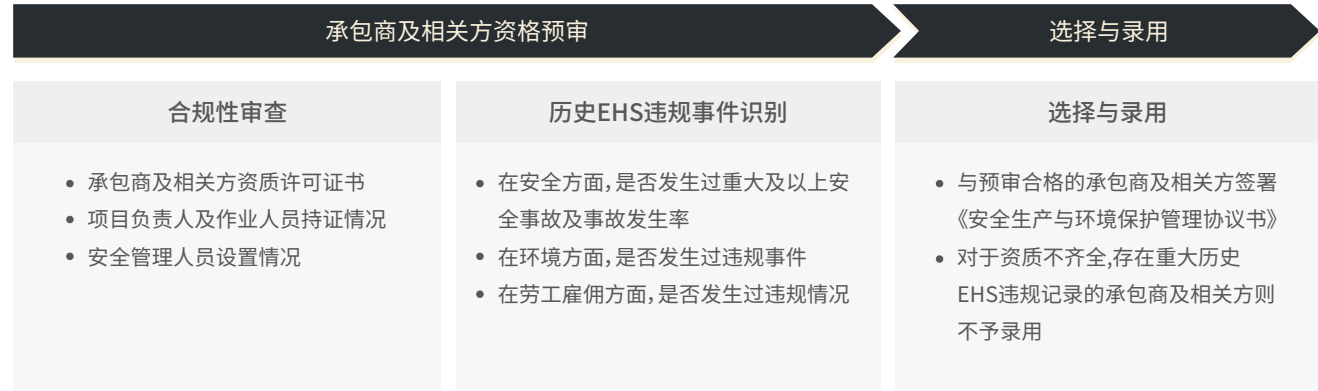 承包商及相关方资格预审
选择与录用
合规性审查
• 承包商及相关方资质许可证书
• 项目负责人及作业人员持证情况
• 安全管理人员设置情况
历史EHS违规事件识别
• 在安全方面，是否发生过重大及以上安
全事故及事故发生率
• 在环境方面，是否发生过违规事件
• 在劳工雇佣方面，是否发生过违规情况
选择与录用
• 与预审合格的承包商及相关方签署
《安全生产与环境保护管理协议书》
• 对于资质不齐全,存在重大历史
EHS违规记录的承包商及相关方则
不予录用